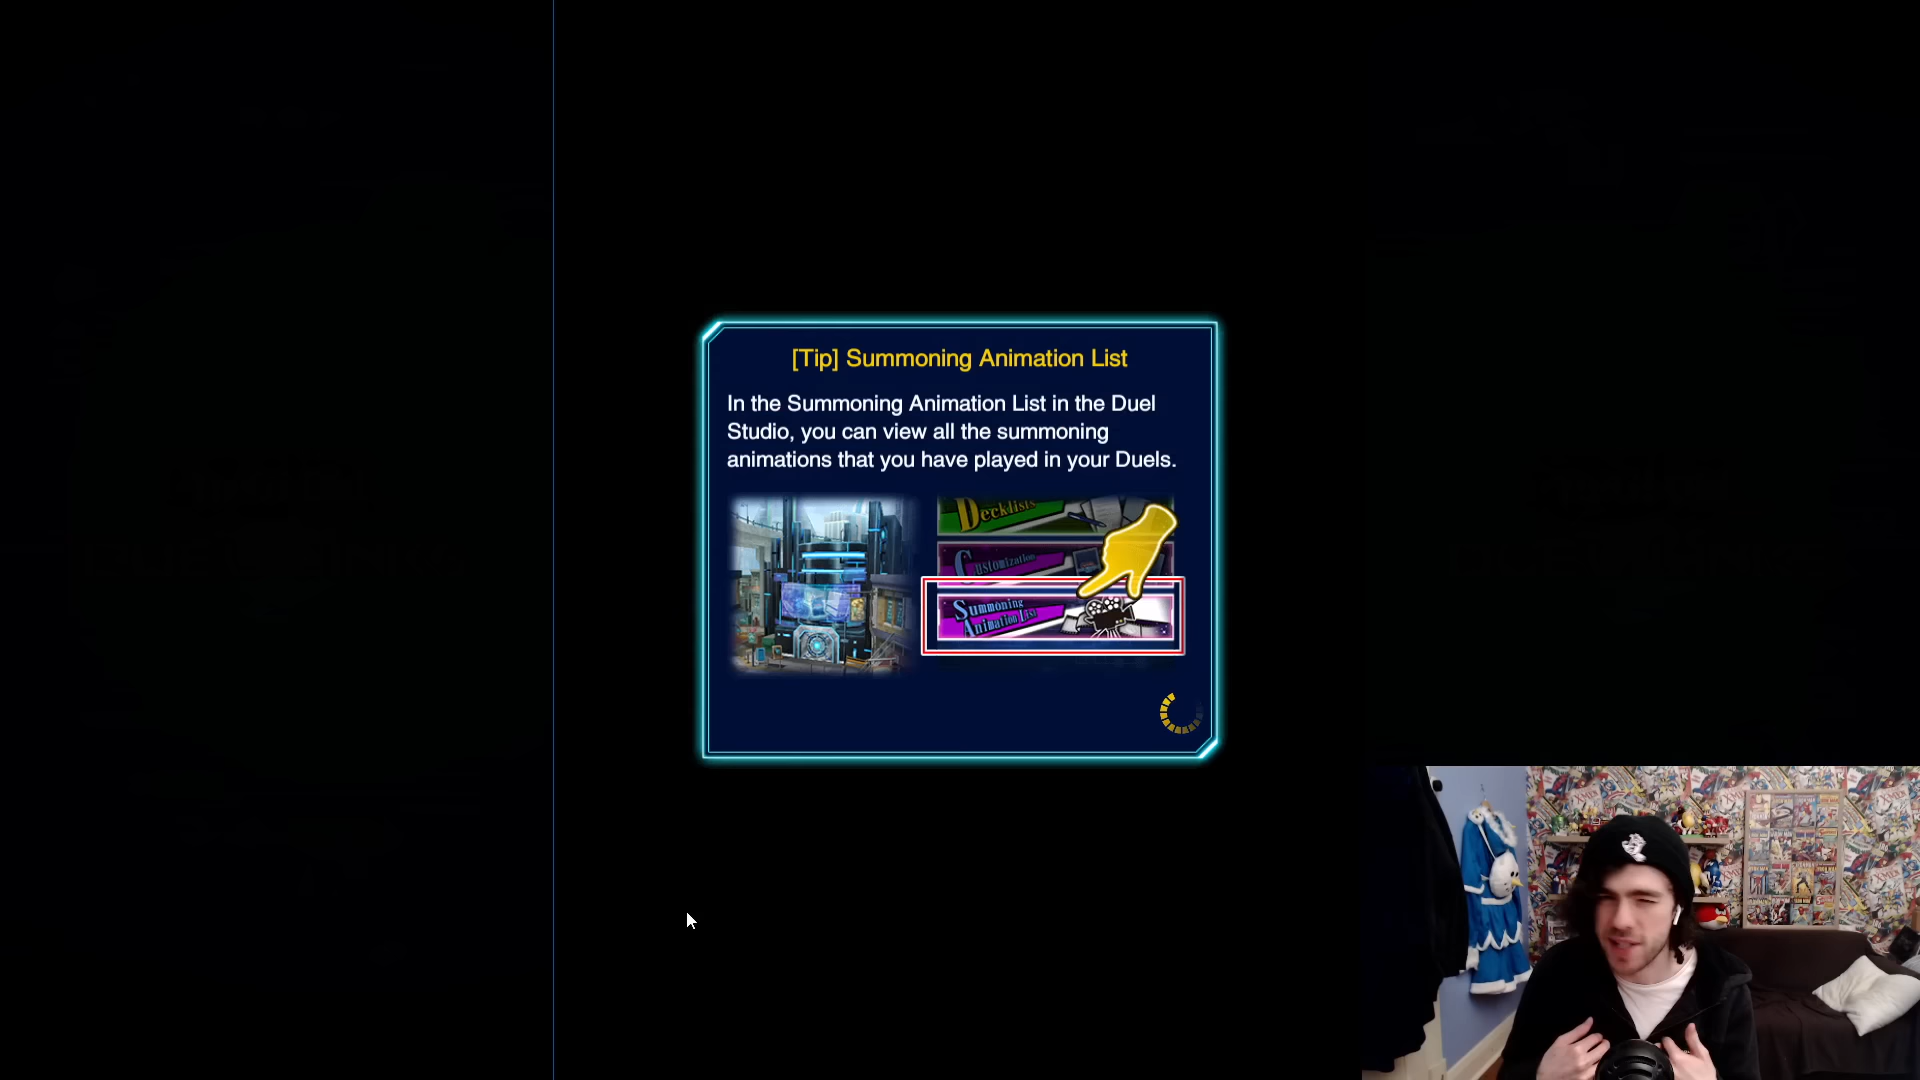 [Tip] Summoning Animation List
In the Summoning Animation List in the Duel
Studio, you can view all the summoning
animations that you have played in your Duels.
Decklists
Customization
Summoning
Animation List